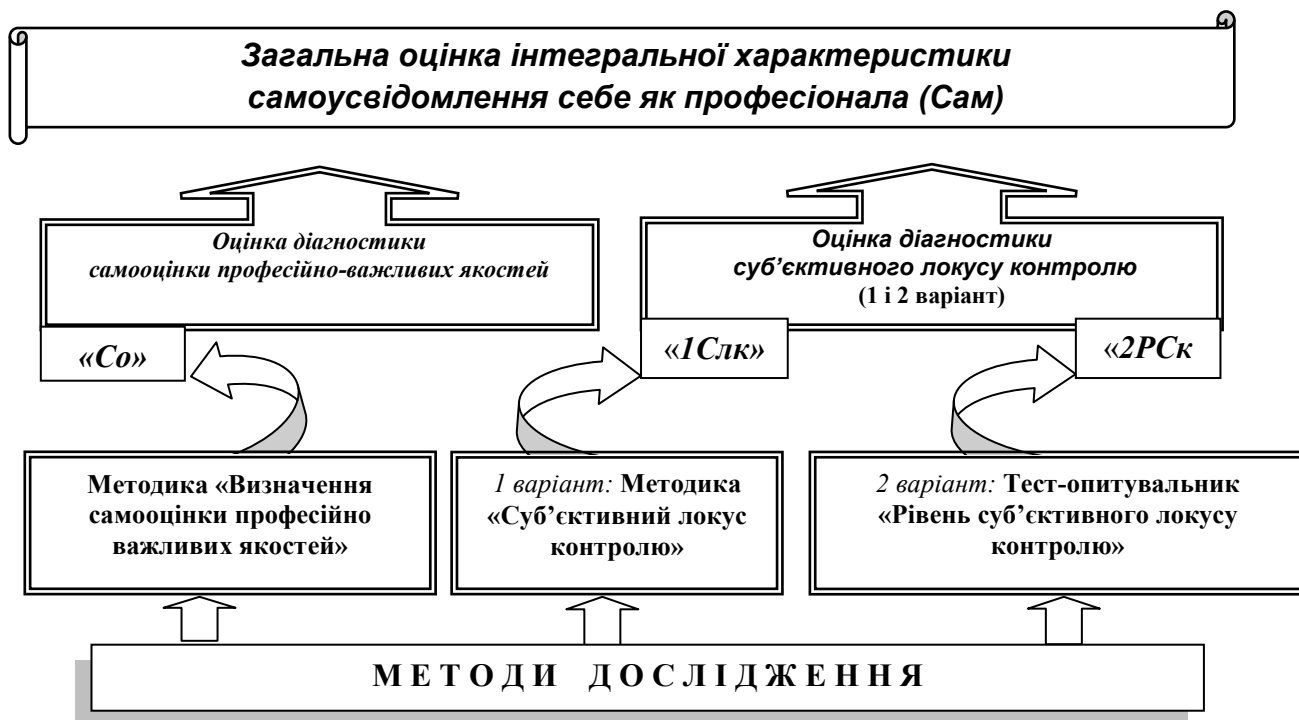 Загальна оцінка інтегральної характеристики
самоусвідомлення себе як професіонала (Сам)
Оцінка діагностики
самооцінки професійно-важливих якостей
Оцінка діагностики
суб’єктивного локусу контролю
(1 і 2 варіант)
«Со»
«1Слк»
«2РСк
Методика «Визначення
самооцінки професійно
важливих якостей»
1 варіант: Методика
«Суб’єктивний локус
контролю»
2 варіант: Тест-опитувальник
«Рівень суб’єктивного локусу
контролю»
М Е Т О Д И Д О С Л І Д Ж Е Н Н Я